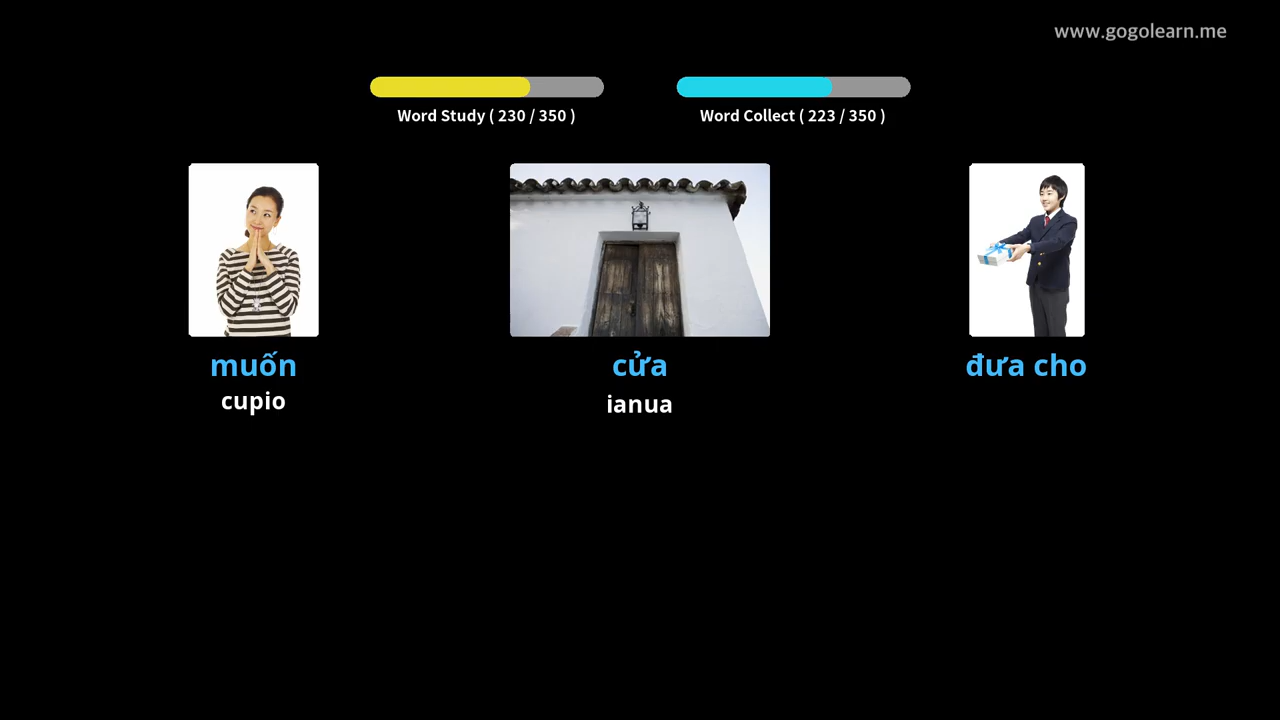 www.gogolearn.me
Word Study ( 230 / 350 )
Word Collect ( 223 / 350 )
muốn
cupio
cửa
ianua
đưa cho